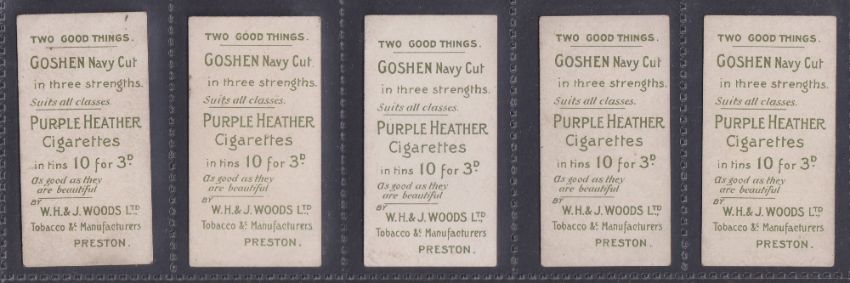 TWO GOOD THINGS.
GOSHEN Navy Cut
in three strengths.
Suits all classes.
PURPLE HEATHER
Cigarettes
in tins 10 for 3D.
as good as they
are beautiful
BY
W.H. & J. WOODS LTD
Tobacco &c Manufacturers
PRESTON.
TWO GOOD THINGS.
GOSHEN Navy Cut
in three strengths.
Suits all classes.
PURPLE HEATHER
Cigarettes
in tins 10 for 3D.
as good as they
are beautiful
BY
W.H. & J. WOODS LTD
Tobacco &c Manufacturers
PRESTON.
TWO GOOD THINGS.
GOSHEN Navy Cut
in three strengths.
Suits all classes.
PURPLE HEATHER
Cigarettes
in tins 10 for 3D.
as good as they
are beautiful
BY
W.H. & J. WOODS LTD
Tobacco &c Manufacturers
PRESTON.
TWO GOOD THINGS.
GOSHEN Navy Cut
in three strengths.
Suits all classes.
PURPLE HEATHER
Cigarettes
in tins 10 for 3D.
as good as they
are beautiful
BY
W.H. & J. WOODS LTD
Tobacco &c Manufacturers
PRESTON.
TWO GOOD THINGS.
GOSHEN Navy Cut
in three strengths.
Suits all classes.
PURPLE HEATHER
Cigarettes
in tins 10 for 3D.
as good as they
are beautiful
BY
W.H. & J. WOODS LTD
Tobacco &c Manufacturers
PRESTON.